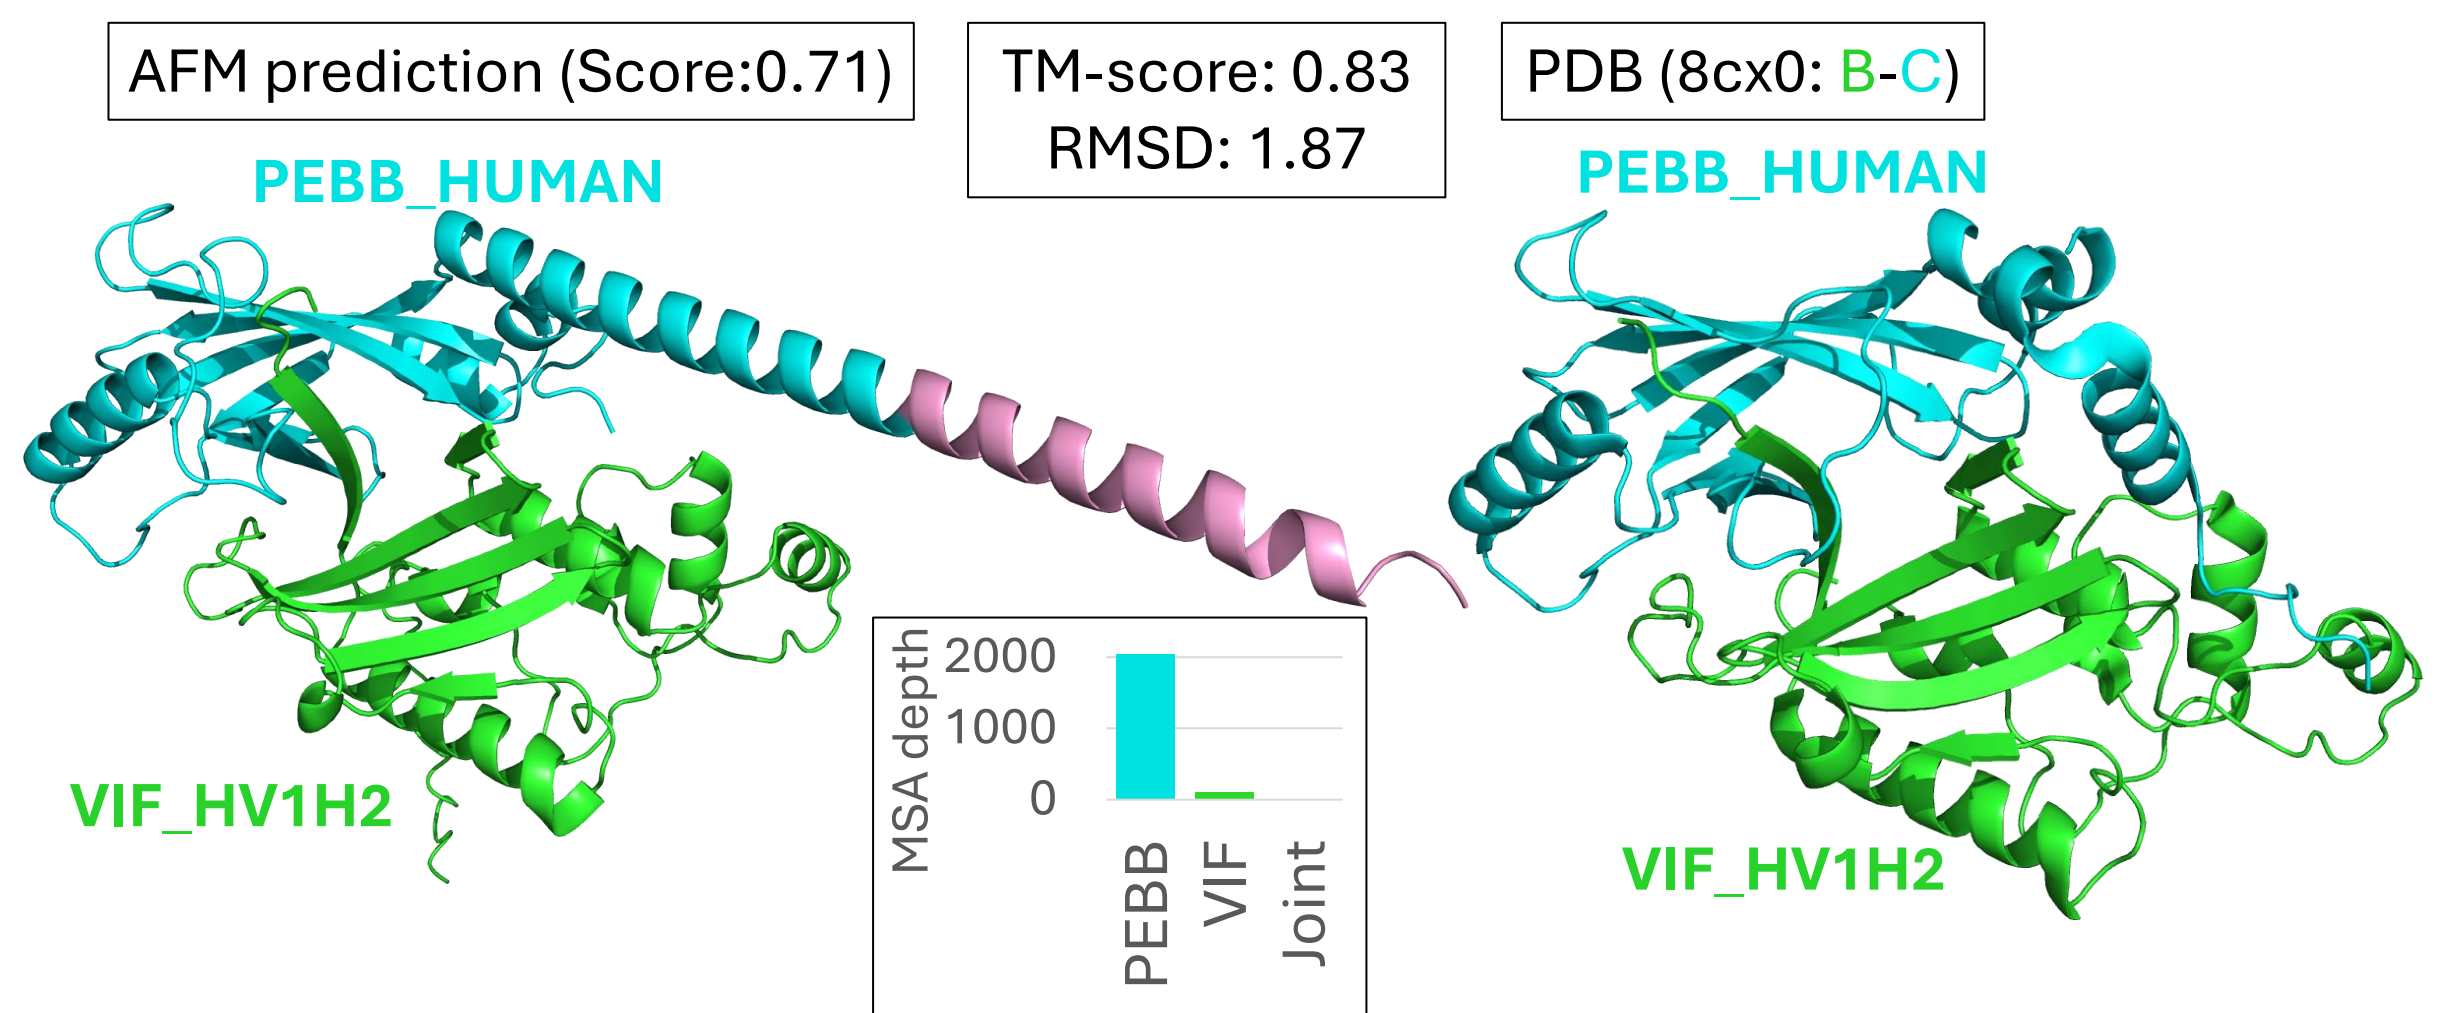 AFM prediction (Score:0.71)
TM-score: 0.83
RMSD: 1.87
PDB (8cx0: B-C)
PEBB_HUMAN
PEBB_HUMAN
VIF_HV1H2
VIF_HV1H2
MSA depth
2000
1000
0
PEBB
VIF
Joint